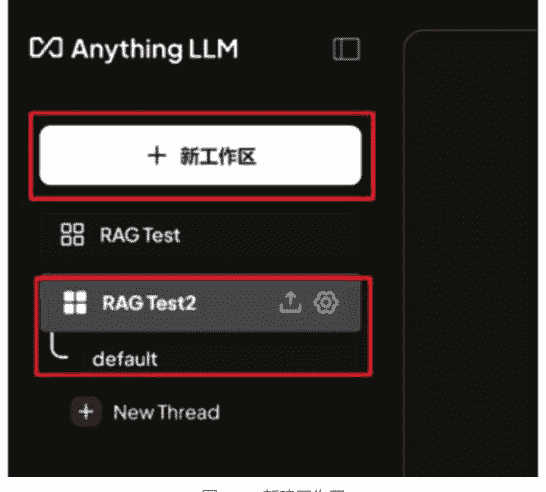 Anything LLM
+ 新工作区
RAG Test
RAG Test2
default
+ New Thread